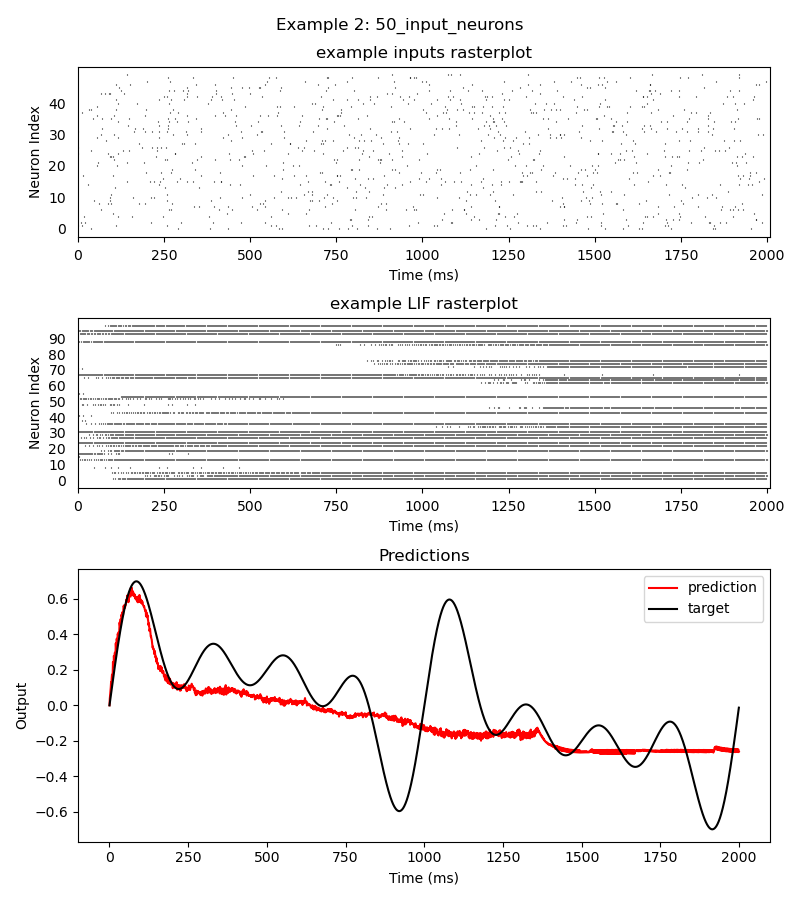 Example 2: 50_input_neurons
example inputs rasterplot
Neuron Index
40
30
20
10
0
0 250 500 750 1000 1250 1500 1750 2000
Time (ms)
example LIF rasterplot
Neuron Index
90
80
70
60
50
40
30
20
10
0
0 250 500 750 1000 1250 1500 1750 2000
Time (ms)
Predictions
Output
0.6
0.4
0.2
0.0
−0.2
−0.4
−0.6
prediction
target
0 250 500 750 1000 1250 1500 1750 2000
Time (ms)